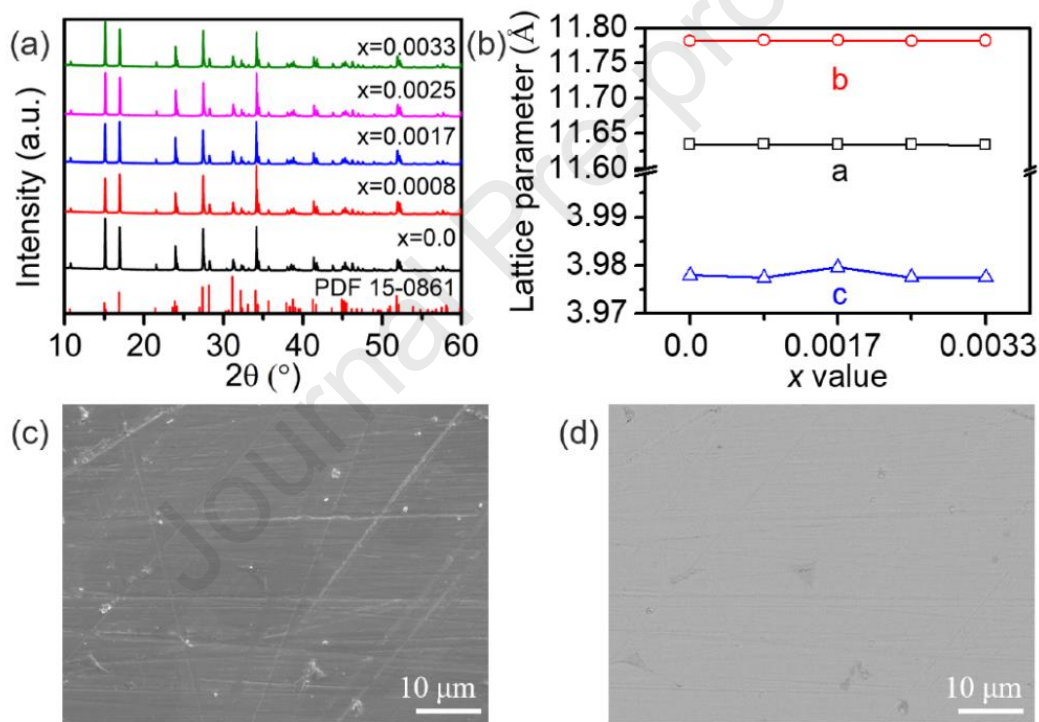 (a)
Intensity (a.u.)
x=0.0033
x=0.0025
x=0.0017
x=0.0008
x=0.0
PDF 15-0861
10 20 30 40 50 60
2θ (°)
(b)
Lattice parameter (Å)
11.80
11.75
11.70
11.65
11.60
3.99
3.98
3.97
b
a
c
0.0 0.0017 0.0033
x value
Journal Pre-pro
(c)
10 μm
(d)
10 μm